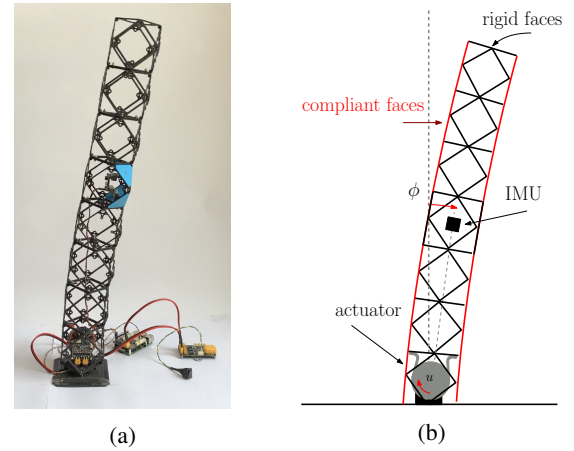 rigid faces
compliant faces
ϕ
IMU
actuator
u
(a)
(b)